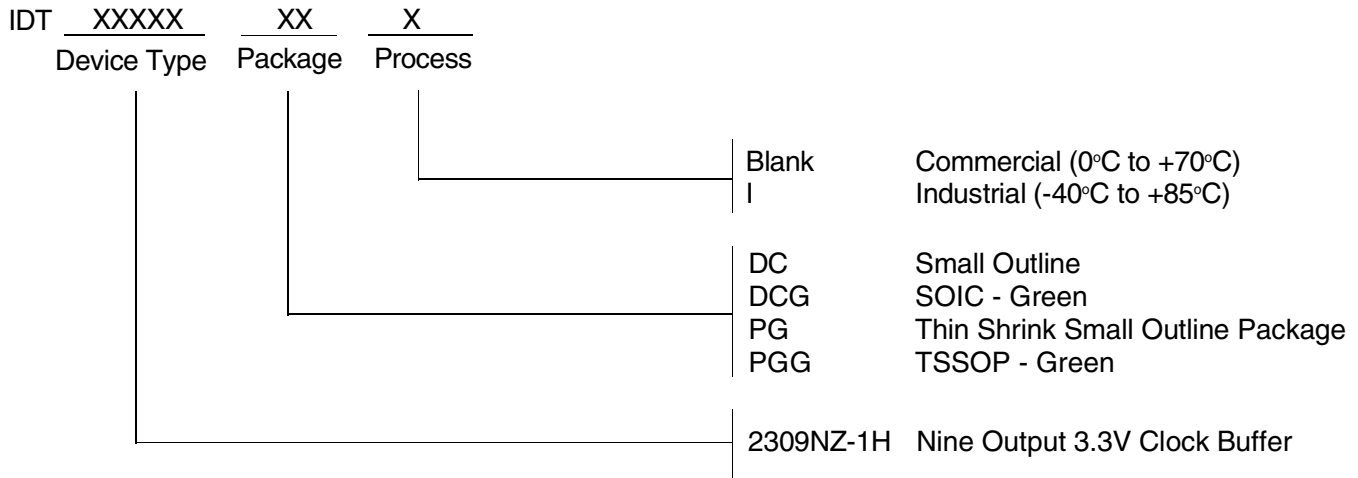 IDT XXXXX XX X
Device Type Package Process
Blank Commercial (0°C to +70°C)
I Industrial (-40°C to +85°C)
DC Small Outline
DCG SOIC - Green
PG Thin Shrink Small Outline Package
PGG TSSOP - Green
2309NZ-1H Nine Output 3.3V Clock Buffer